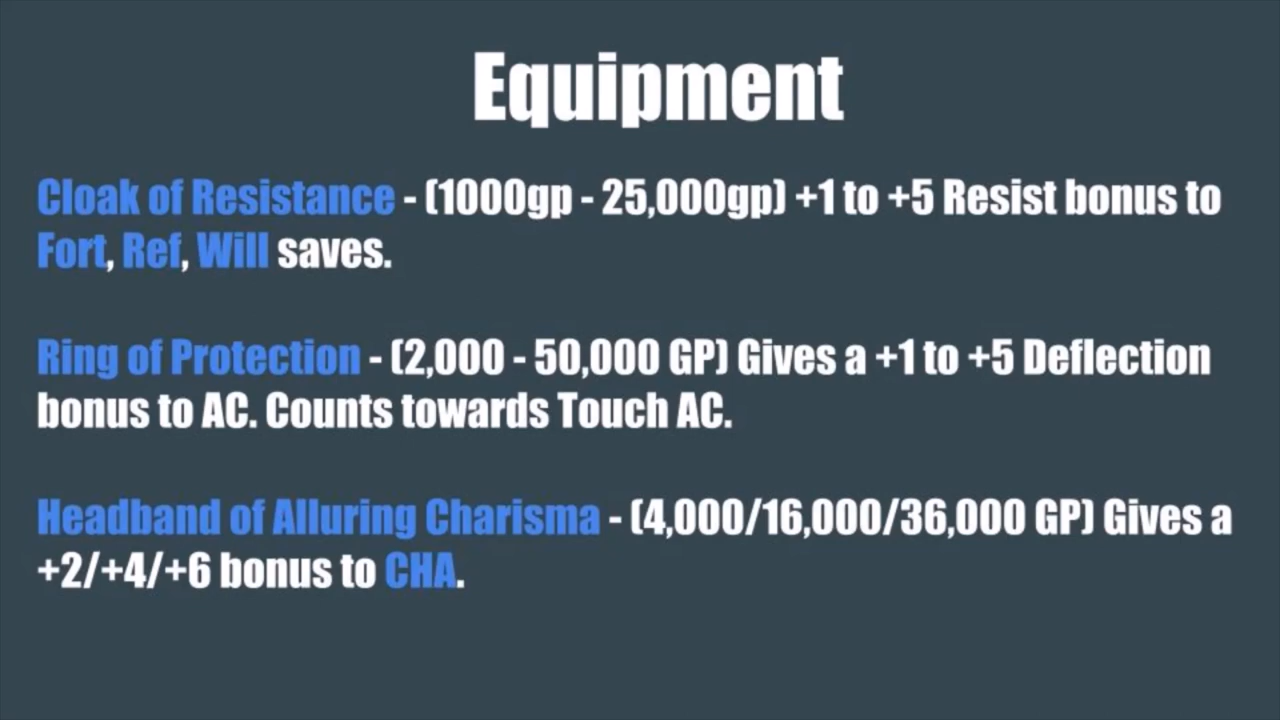 Equipment
Cloak of Resistance - (1000gp - 25,000gp) +1 to +5 Resist bonus to
Fort, Ref, Will saves.
Ring of Protection - (2,000 - 50,000 GP) Gives a +1 to +5 Deflection
bonus to AC. Counts towards Touch AC.
Headband of Alluring Charisma - (4,000/16,000/36,000 GP) Gives a
+2/+4/+6 bonus to CHA.